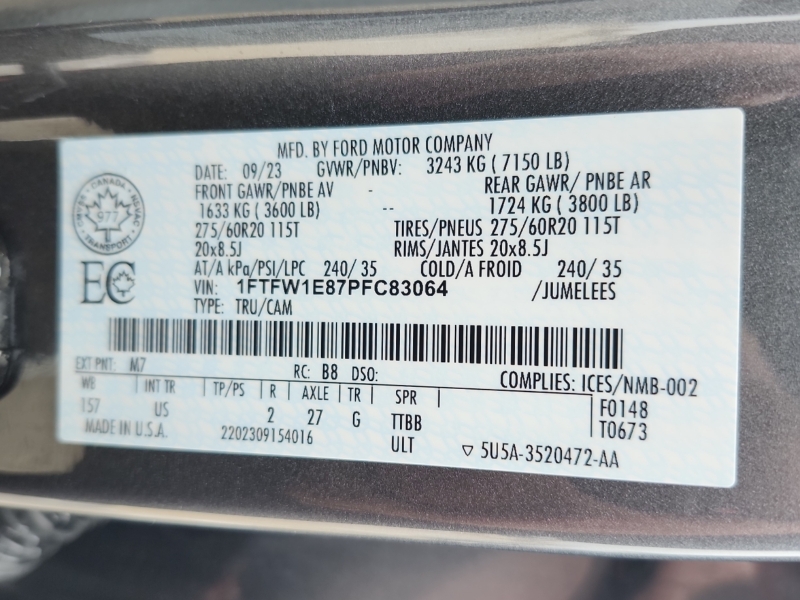 MFD. BY FORD MOTOR COMPANY
DATE: 09/23 GVWR/PNBV: 3243 KG ( 7150 LB)
FRONT GAWR/PNBE AV - REAR GAWR/ PNBE AR
1633 KG ( 3600 LB) - 1724 KG ( 3800 LB)
275/60R20 115T TIRES/PNEUS 275/60R20 115T
20x8.5J RIMS/JANTES 20x8.5J
AT/A kPa/PSI/LPC 240/ 35 COLD/A FROID 240/ 35
VIN: 1FTFW1E87PFC83064 /JUMELEES
TYPE: TRU/CAM
CANADA
977
TRANSPORT
EC
EXT PNT: M7 RC: B8 DSO:
COMPLIES: ICES/NMB-002
WB INT TR TP/PS R AXLE TR SPR
157 US 2 27 G TTBB F0148
T0673
MADE IN U.S.A. 2202309154016 ULT ▽ 5U5A-3520472-AA